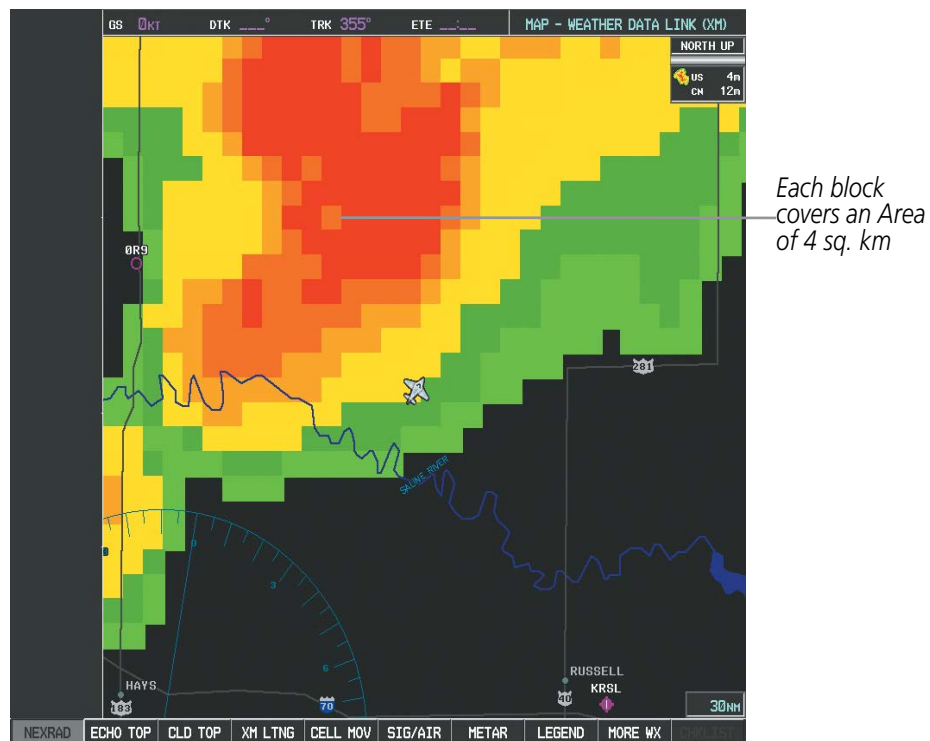 GS 0KT DTK ___° TRK 355° ETE __:__ MAP - WEATHER DATA LINK (XM)
NORTH UP
US 4m
CN 12m
Each block
covers an Area
of 4 sq. km
0R9
281
SALINE RIVER
0
3
6
HAYS
183
70
RUSSELL
KRSL
40
30NM
NEXRAD ECHO TOP CLD TOP XM LTNG CELL MOV SIG/AIR METAR LEGEND MORE WX CHKLIST